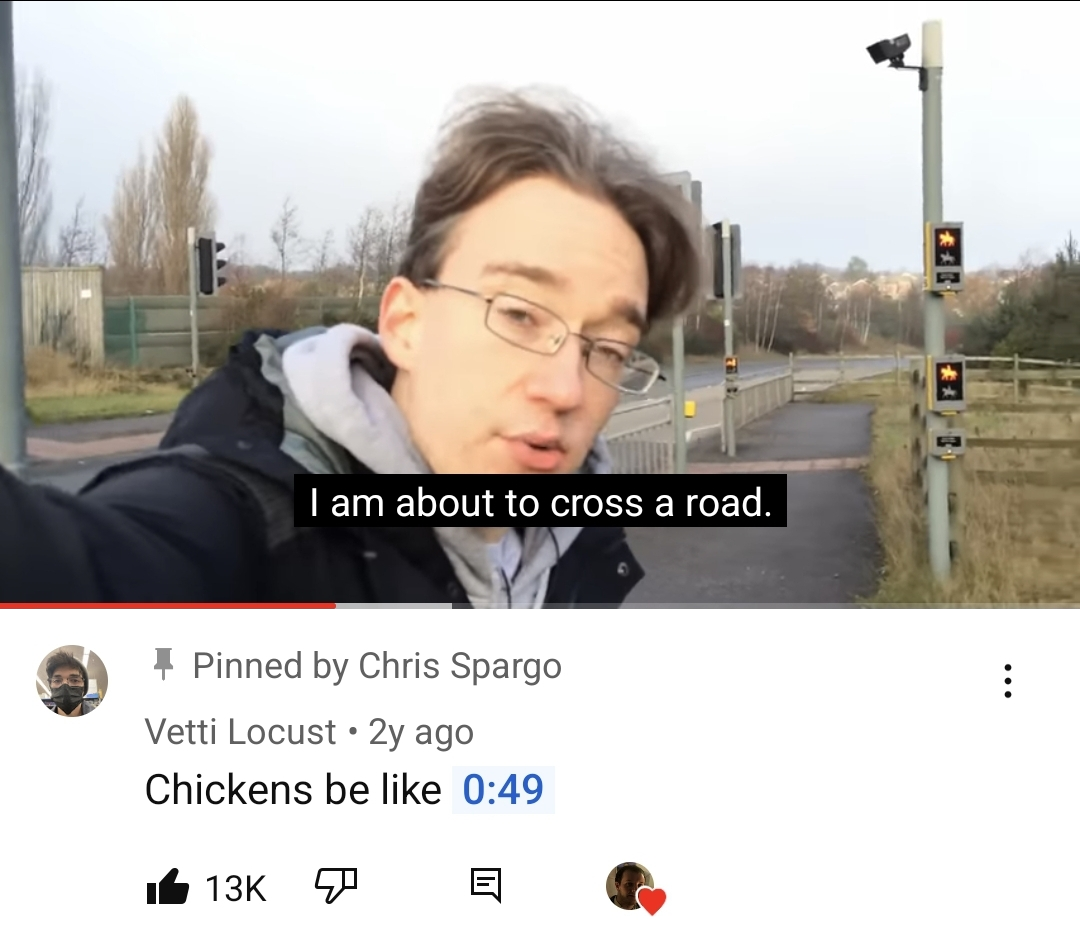 I am about to cross a road.
Pinned by Chris Spargo
Vetti Locust • 2y ago
Chickens be like 0:49
13K